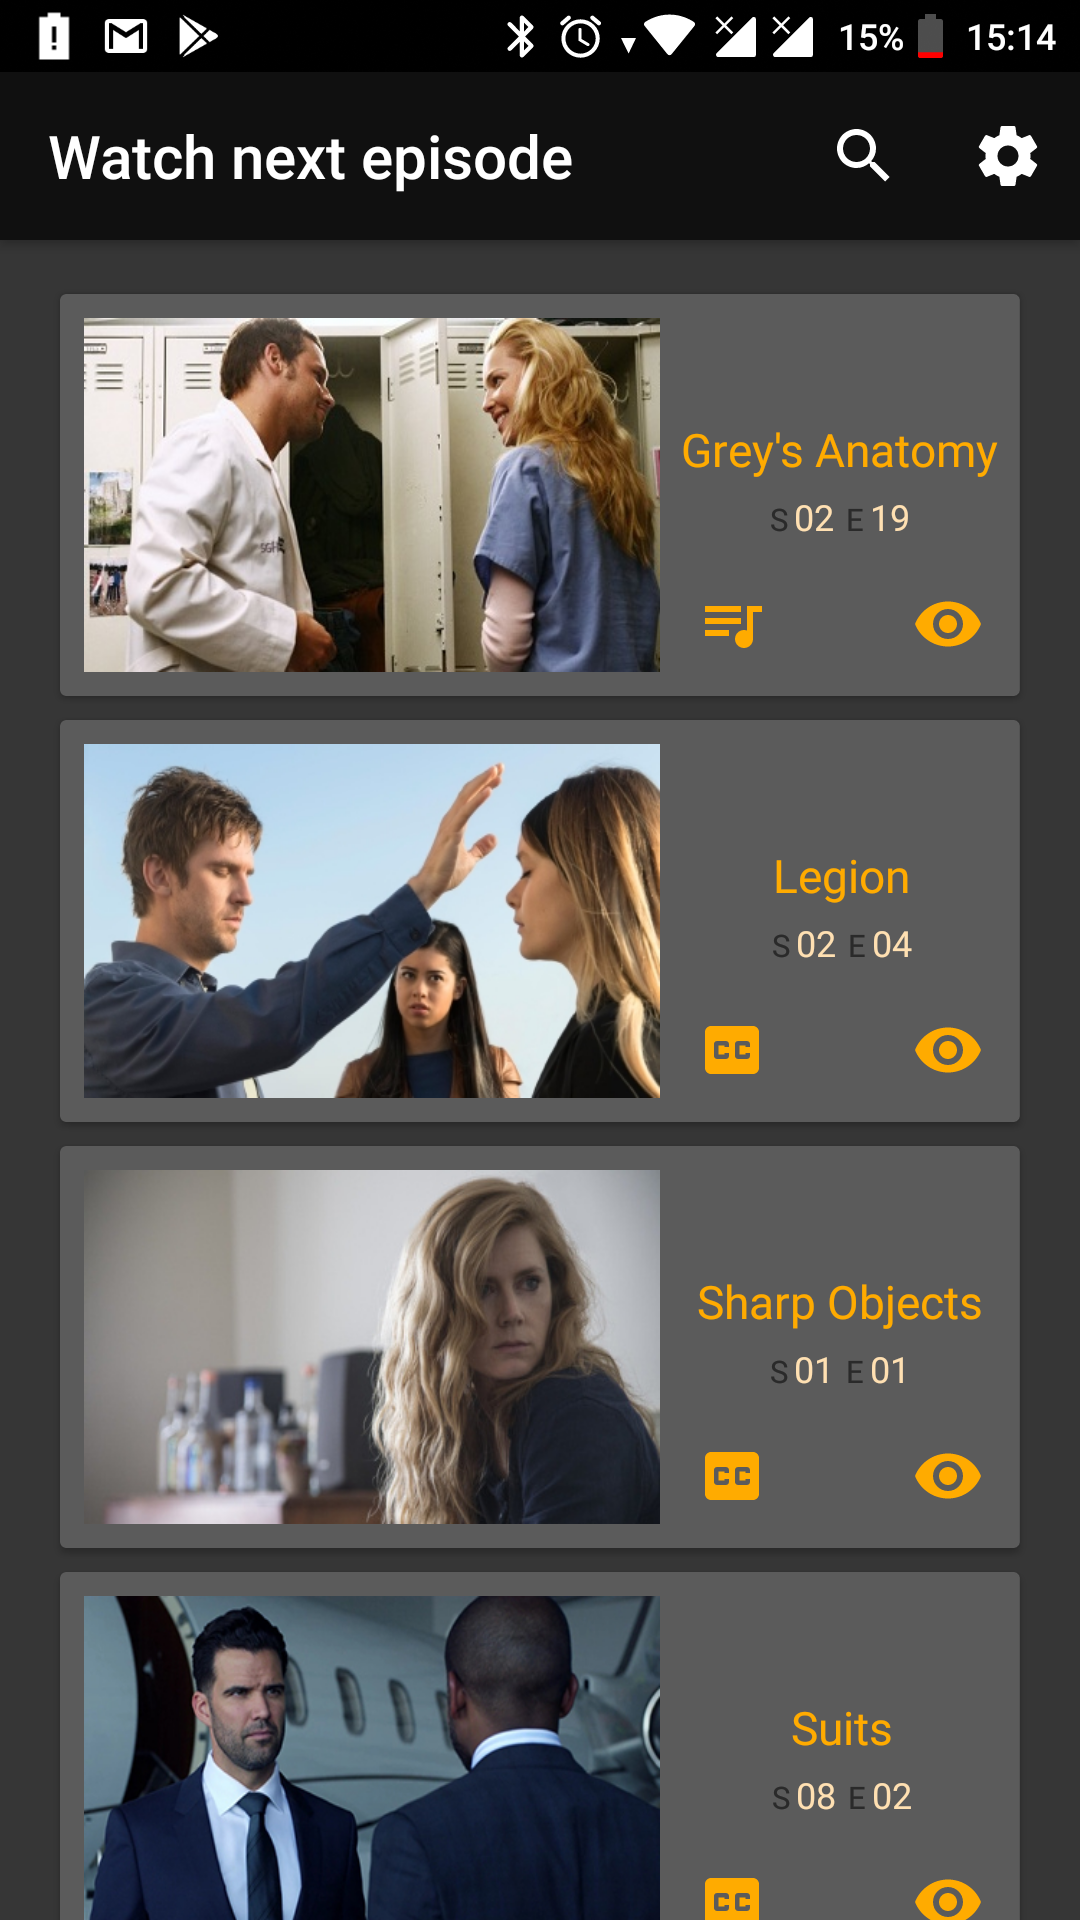 15% 15:14
Watch next episode
Grey's Anatomy
S 02 E 19
Legion
S 02 E 04
CC
Sharp Objects
S 01 E 01
CC
Suits
S 08 E 02
CC